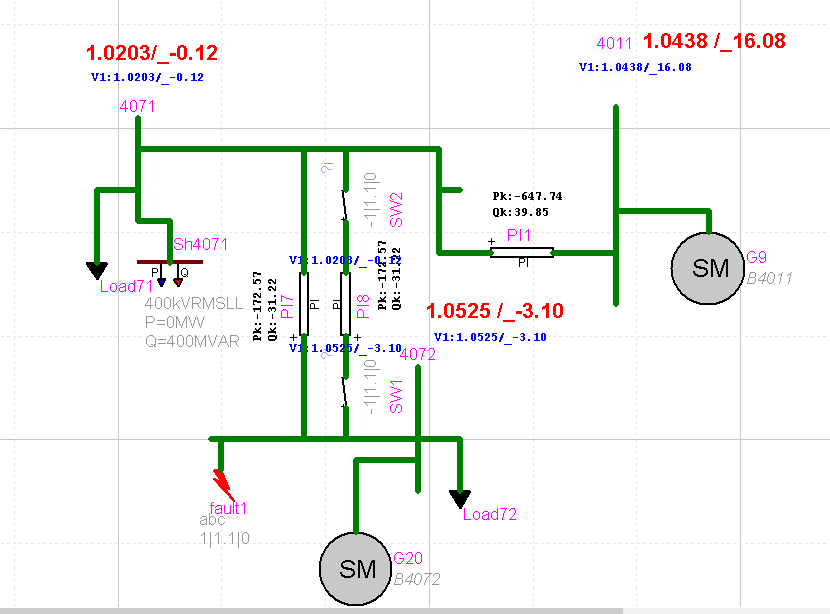 1.0203/_-0.12
V1:1.0203/_-0.12
4071
4011 1.0438 /_16.08
V1:1.0438/_16.08
?i
-1|1.1|0
SW2
Pk:-647.74
Qk:39.85
+
PI1
PI
SM
G9
B4011
Sh4071
P
Q
Load71
400kVRMSLL
P=0MW
Q=400MVAR
V1:1.0203/_-0.12
Pk:-172.57
Qk:-31.22
PI7
PI
+
PI
PI8
+
Pk:-172.57
Qk:-31.22
V1:1.0525/_-3.10
1.0525 /_-3.10
V1:1.0525/_-3.10
4072
-1|1.1|0
SW1
fault1
abc
1|1.1|0
Load72
SM
G20
B4072